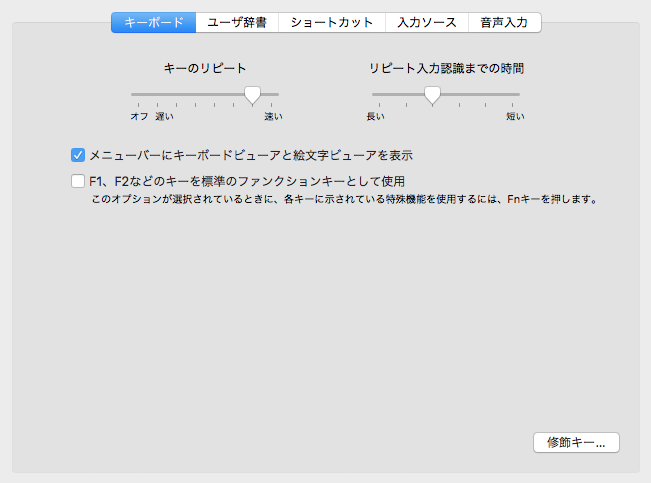 キーボード ユーザ辞書 ショートカット 入力ソース 音声入力
キーのリピート リピート入力認識までの時間
オフ 遅い 速い 長い 短い
メニューバーにキーボードビューアと絵文字ビューアを表示
F1、F2などのキーを標準のファンクションキーとして使用
このオプションが選択されているときに、各キーに示されている特殊機能を使用するには、Fnキーを押します。
修飾キー...